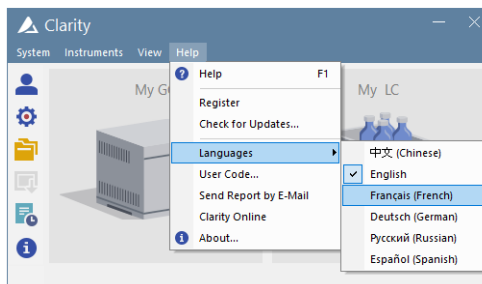 Clarity
System Instruments View Help
My G
My LC
Help F1
Register
Check for Updates...
Languages
User Code...
Send Report by E-Mail
Clarity Online
About...
中文 (Chinese)
English
Français (French)
Deutsch (German)
Русский (Russian)
Español (Spanish)